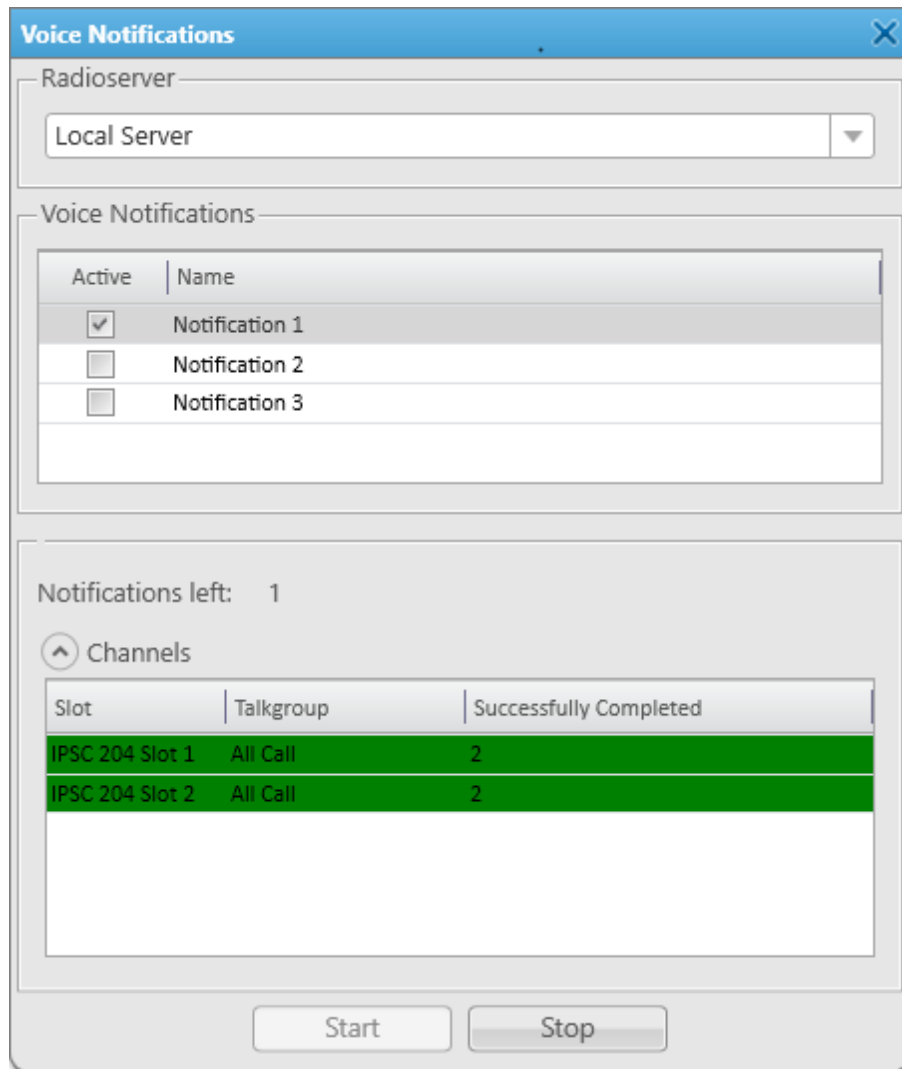 Voice Notifications
Radioserver
Local Server
Voice Notifications
Active Name
Notification 1
Notification 2
Notification 3
Notifications left: 1
Channels
Slot Talkgroup Successfully Completed
IPSC 204 Slot 1 All Call 2
IPSC 204 Slot 2 All Call 2
Start Stop